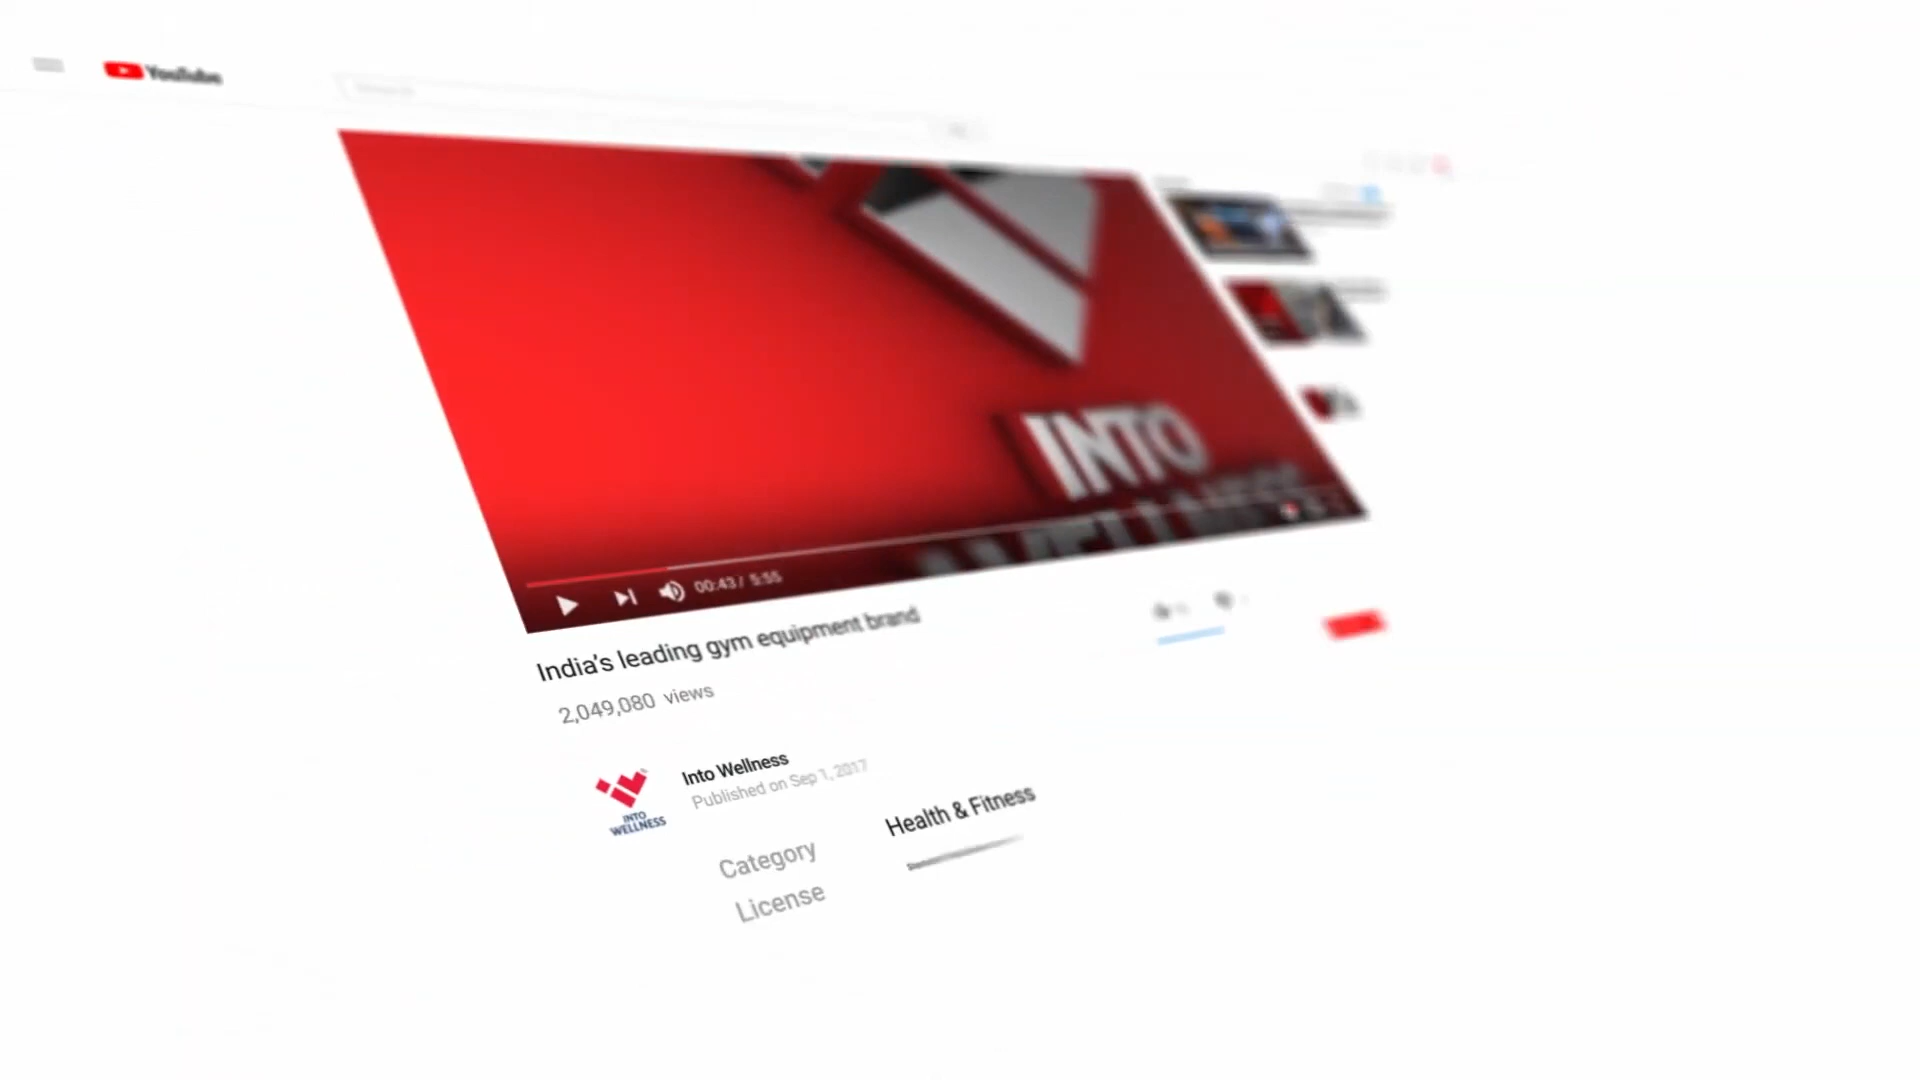 YouTube
INTO
WELLNESS
00:43 / 5:55
India's leading gym equipment brand
2,049,080 views
Into Wellness
Published on Sep 1, 2017
INTO
WELLNESS
Category
Health & Fitness
License